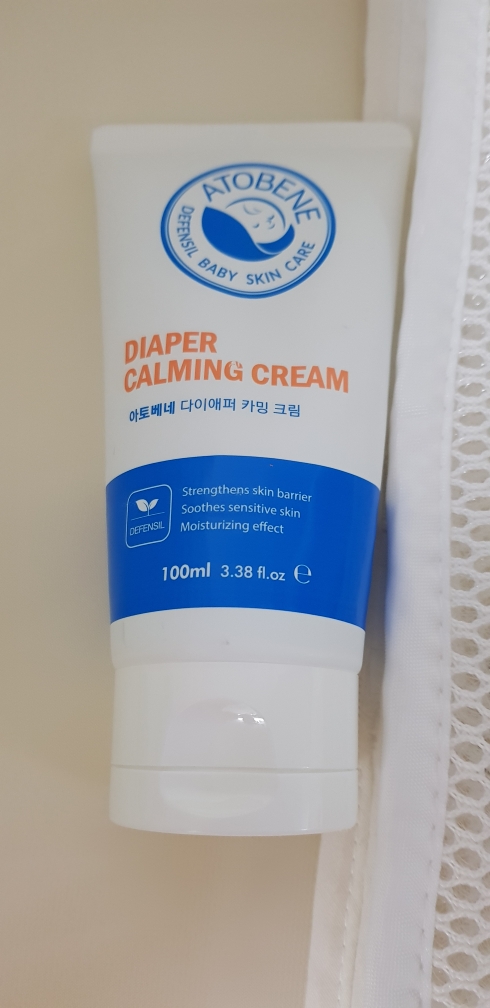 ATOBENE
DEFENSIL BABY SKIN CARE
DIAPER
CALMING CREAM
아토베네 다이애퍼 카밍 크림
Strengthens skin barrier
Soothes sensitive skin
Moisturizing effect
DEFENSIL
100ml 3.38 fl.oz ℮